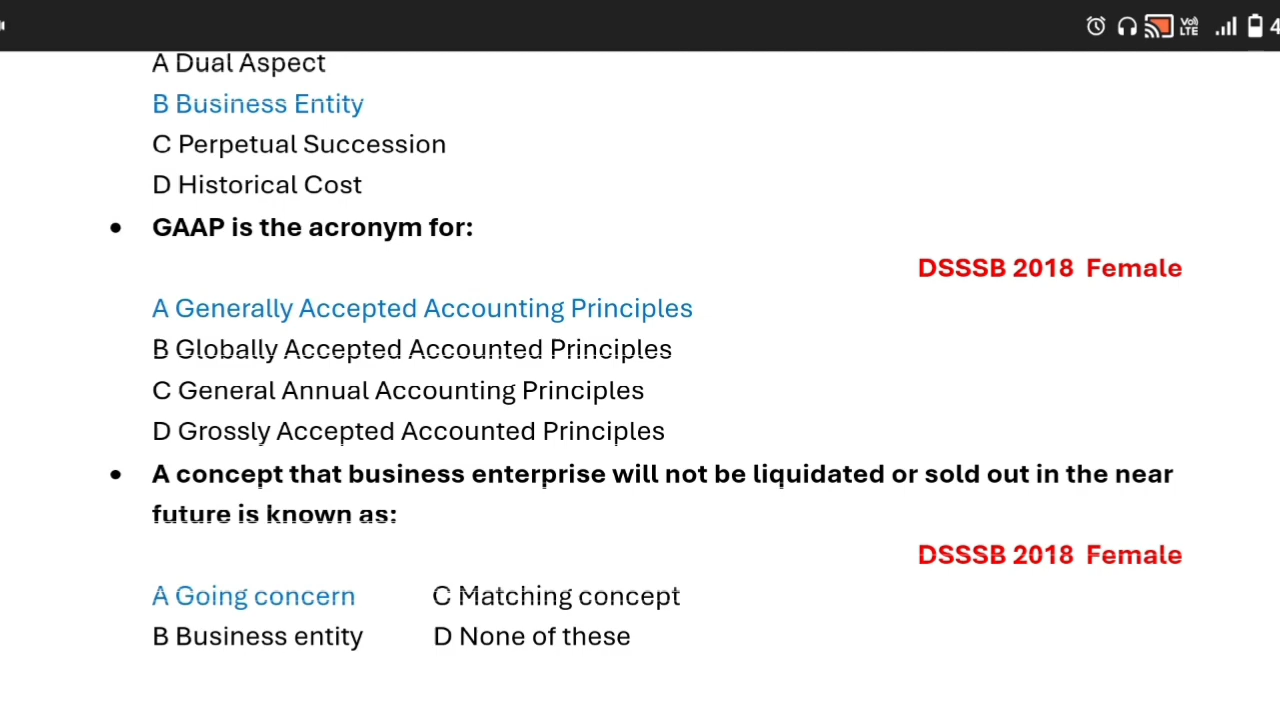 Vo)
LTE
4
A Dual Aspect
B Business Entity
C Perpetual Succession
D Historical Cost
• GAAP is the acronym for:
DSSSB 2018 Female
A Generally Accepted Accounting Principles
B Globally Accepted Accounted Principles
C General Annual Accounting Principles
D Grossly Accepted Accounted Principles
• A concept that business enterprise will not be liquidated or sold out in the near
future is known as:
DSSSB 2018 Female
A Going concern C Matching concept
B Business entity D None of these